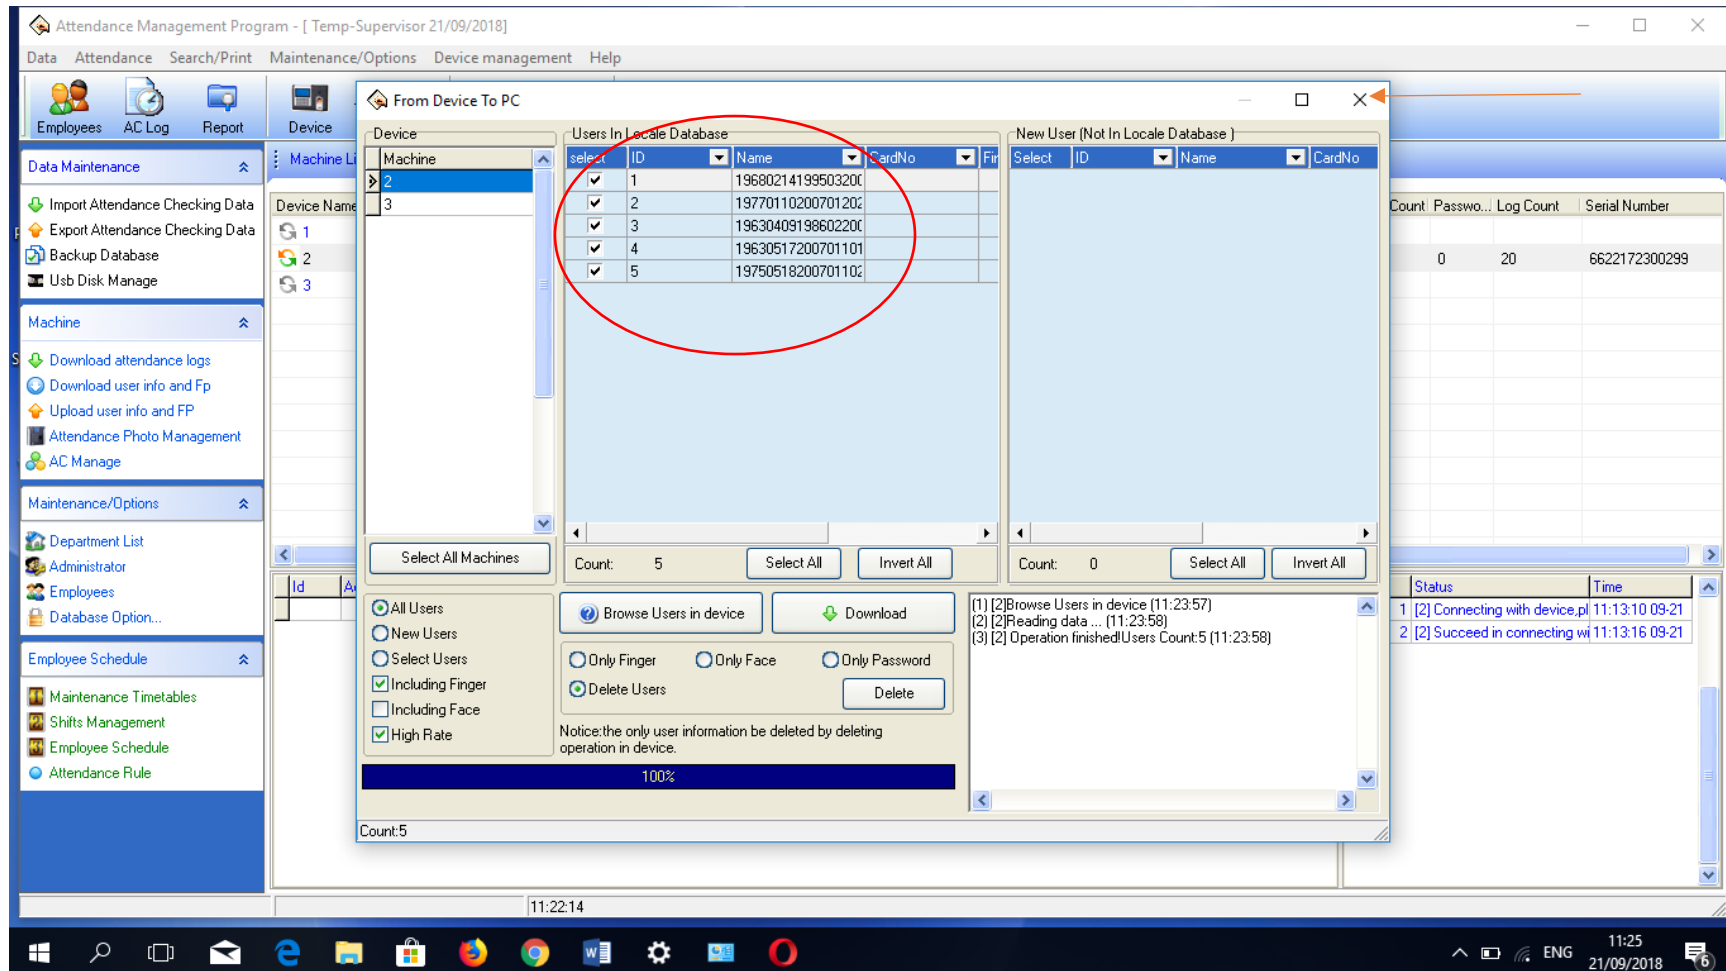 Attendance Management Program - [ Temp-Supervisor 21/09/2018]
Data Attendance Search/Print Maintenance/Options Device management Help
Employees AC Log Report Device
Data Maintenance
Import Attendance Checking Data
Export Attendance Checking Data
Backup Database
Usb Disk Manage
Machine
Download attendance logs
Download user info and Fp
Upload user info and FP
Attendance Photo Management
AC Manage
Maintenance/Options
Department List
Administrator
Employees
Database Option...
Employee Schedule
Maintenance Timetables
Shifts Management
Employee Schedule
Attendance Rule
Machine Li
Device Name
1
2
3
Id
From Device To PC
Device
Machine
2
3
Select All Machines
Users In Locale Database
select ID Name CardNo Fir
1 19680214199503200
2 19770110200701202
3 19630409198602200
4 19630517200701101
5 19750518200701102
Count: 5 Select All Invert All
New User (Not In Locale Database )
Select ID Name CardNo
Count: 0 Select All Invert All
All Users
New Users
Select Users
Including Finger
Including Face
High Rate
Browse Users in device Download
Only Finger Only Face Only Password
Delete Users Delete
Notice:the only user information be deleted by deleting
operation in device.
100%
(1) [2]Browse Users in device (11:23:57)
(2) [2]Reading data ... (11:23:58)
(3) [2] Operation finished!Users Count:5 (11:23:58)
Count:5
Count Passwo... Log Count Serial Number
0 20 6622172300299
Status Time
1 [2] Connecting with device,pl 11:13:10 09-21
2 [2] Succeed in connecting wi 11:13:16 09-21
11:22:14
ENG
11:25
21/09/2018
6